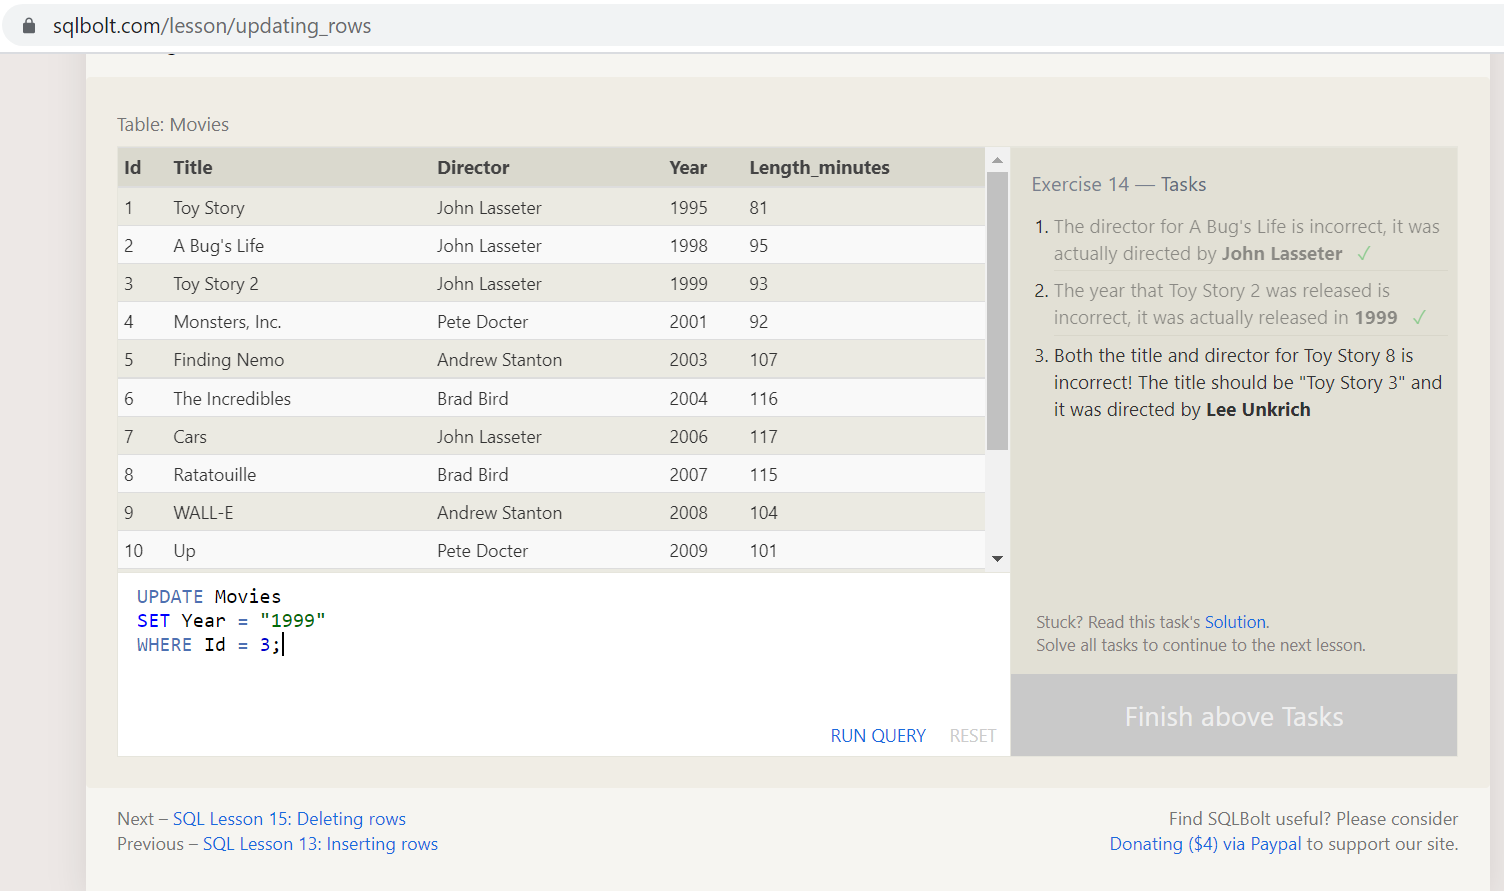 sqlbolt.com/lesson/updating_rows
Table: Movies
Id Title Director Year Length_minutes
1 Toy Story John Lasseter 1995 81
2 A Bug's Life John Lasseter 1998 95
3 Toy Story 2 John Lasseter 1999 93
4 Monsters, Inc. Pete Docter 2001 92
5 Finding Nemo Andrew Stanton 2003 107
6 The Incredibles Brad Bird 2004 116
7 Cars John Lasseter 2006 117
8 Ratatouille Brad Bird 2007 115
9 WALL-E Andrew Stanton 2008 104
10 Up Pete Docter 2009 101
UPDATE Movies
SET Year = "1999"
WHERE Id = 3;
RUN QUERY RESET
Exercise 14 — Tasks
1. The director for A Bug's Life is incorrect, it was
actually directed by John Lasseter ✓
2. The year that Toy Story 2 was released is
incorrect, it was actually released in 1999 ✓
3. Both the title and director for Toy Story 8 is
incorrect! The title should be "Toy Story 3" and
it was directed by Lee Unkrich
Stuck? Read this task's Solution.
Solve all tasks to continue to the next lesson.
Finish above Tasks
Next – SQL Lesson 15: Deleting rows
Previous – SQL Lesson 13: Inserting rows
Find SQLBolt useful? Please consider
Donating ($4) via Paypal to support our site.